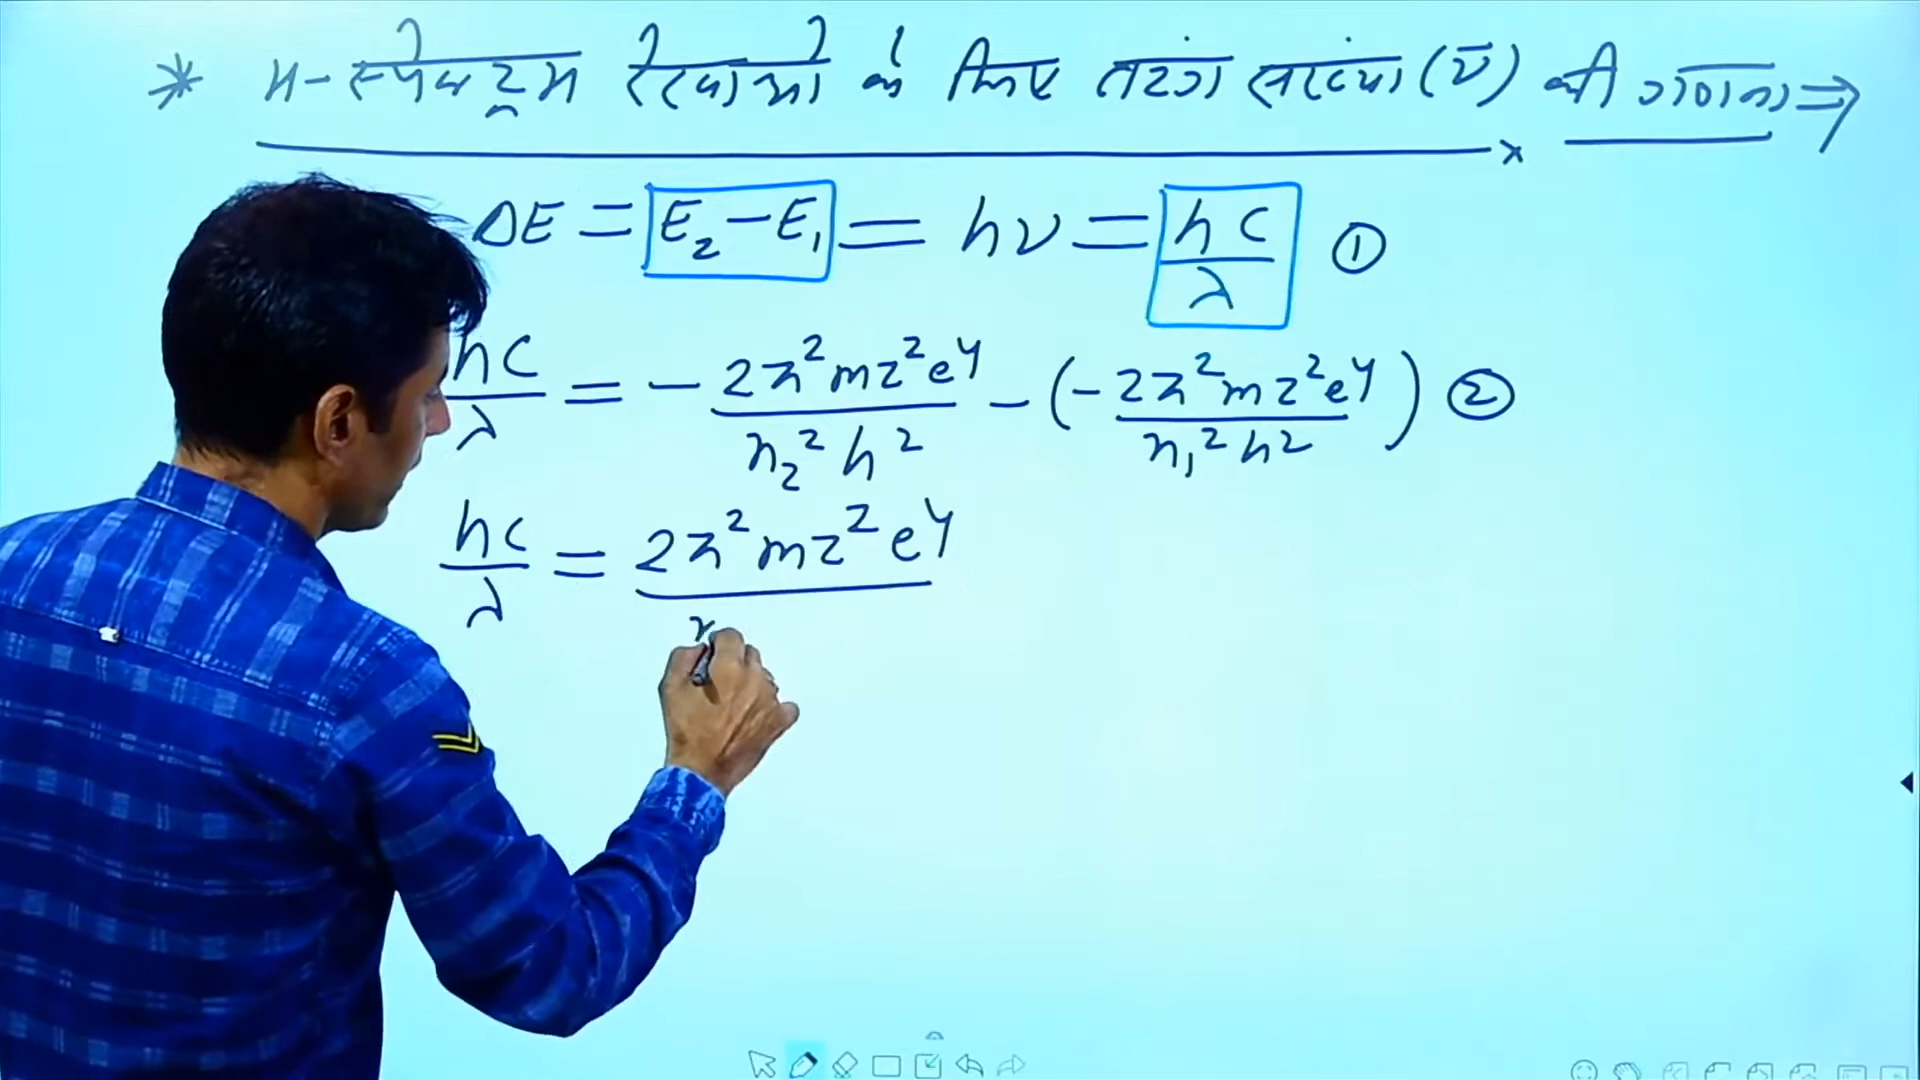 * H-स्पेक्ट्रम रेखाओं के लिए तरंग संख्या (ν̄) की गणना ⇒
ΔE = E₂ − E₁ = hν = hc/λ ①
hc/λ = − 2π²mz²e⁴/n₂²h² − (− 2π²mz²e⁴/n₁²h²) ②
hc/λ = 2π²mz²e⁴